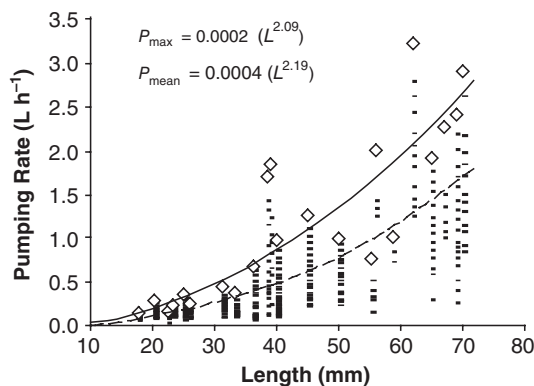 P_max = 0.0002 (L^2.09)
P_mean = 0.0004 (L^2.19)
Pumping Rate (L h⁻¹)
3.5
3.0
2.5
2.0
1.5
1.0
0.5
0.0
10 20 30 40 50 60 70 80
Length (mm)